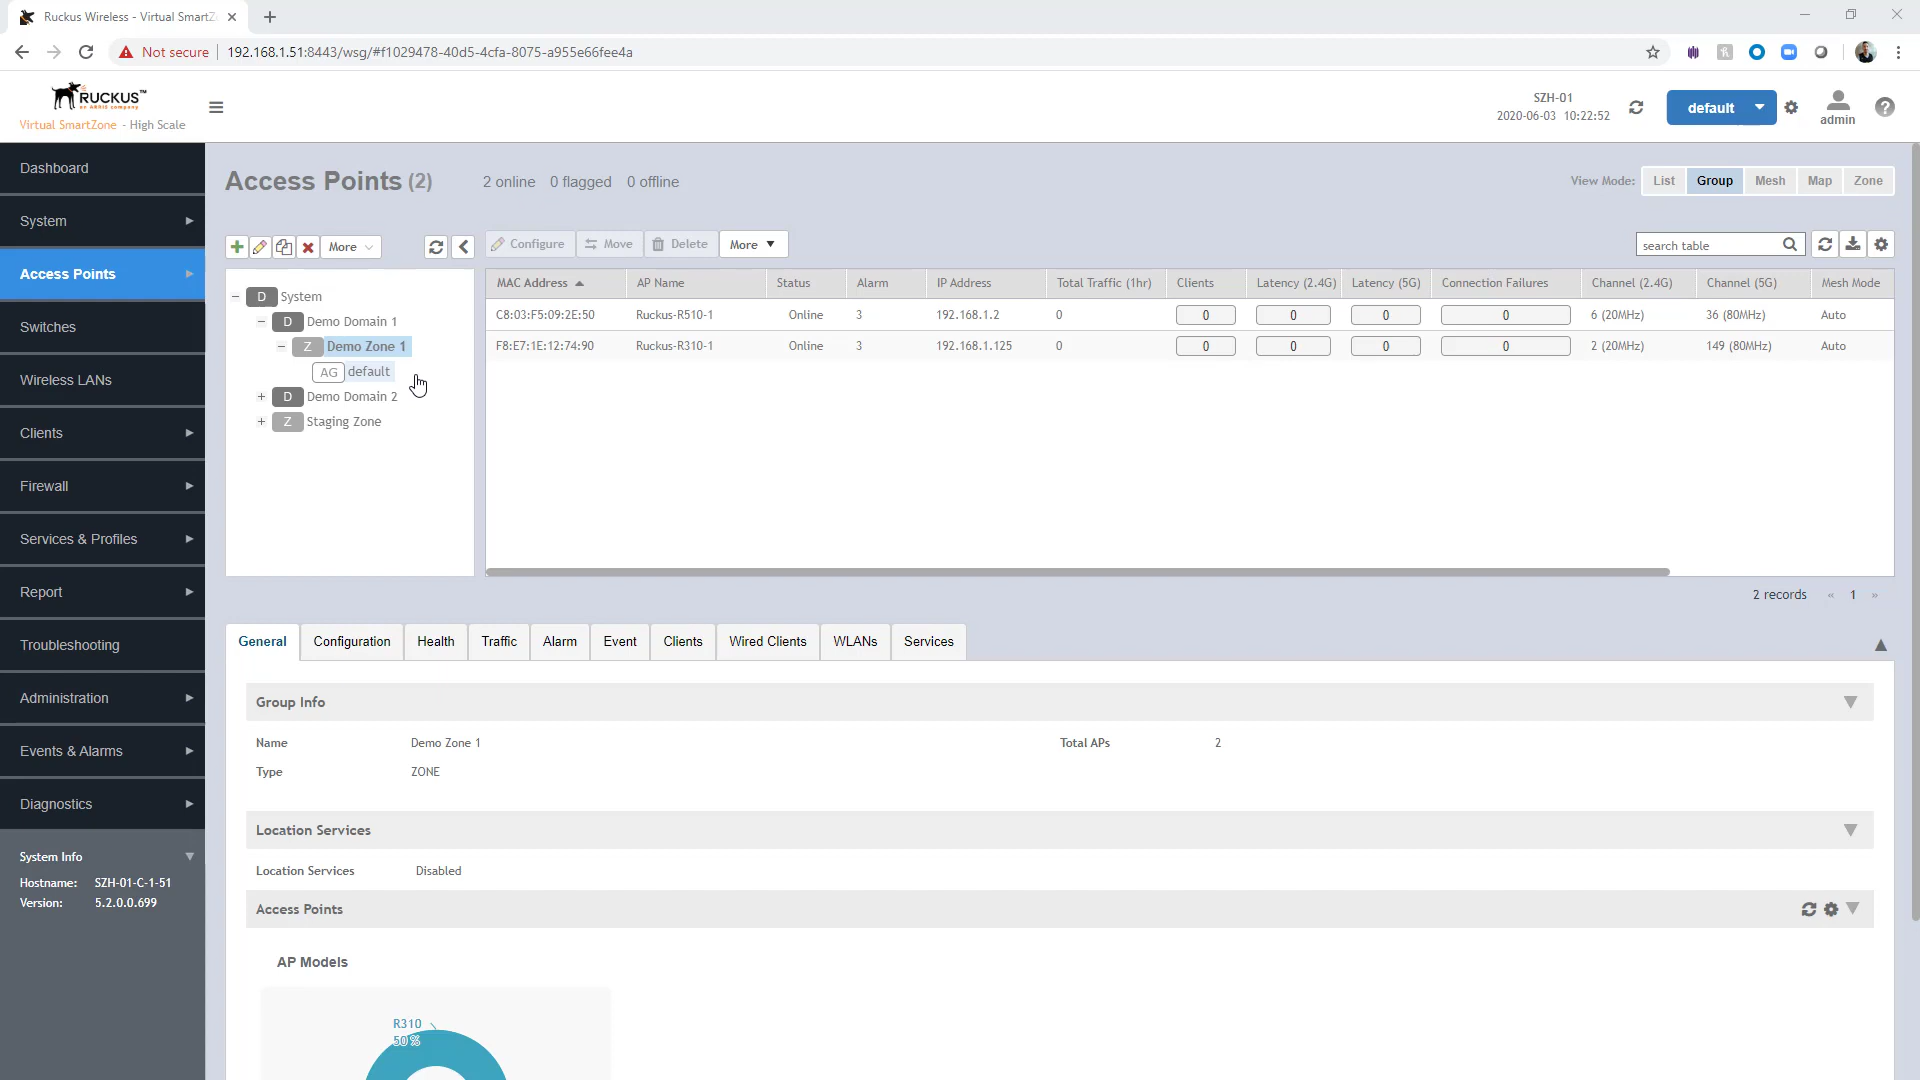 Ruckus Wireless - Virtual SmartZ
Not secure
192.168.1.51:8443/wsg/#f1029478-40d5-4cfa-8075-a955e66fee4a
RUCKUS™
an ARRIS company
Virtual SmartZone - High Scale
SZH-01
2020-06-03 10:22:52
default
admin
Dashboard
System
Access Points
Switches
Wireless LANs
Clients
Firewall
Services & Profiles
Report
Troubleshooting
Administration
Events & Alarms
Diagnostics
System Info
Hostname: SZH-01-C-1-51
Version: 5.2.0.0.699
Access Points (2)
2 online 0 flagged 0 offline
View Mode: List Group Mesh Map Zone
More
Configure Move Delete More
search table
D System
D Demo Domain 1
Z Demo Zone 1
AG default
D Demo Domain 2
Z Staging Zone
MAC Address AP Name Status Alarm IP Address Total Traffic (1hr) Clients Latency (2.4G) Latency (5G) Connection Failures Channel (2.4G) Channel (5G) Mesh Mode
C8:03:F5:09:2E:50 Ruckus-R510-1 Online 3 192.168.1.2 0 0 0 0 0 6 (20MHz) 36 (80MHz) Auto
F8:E7:1E:12:74:90 Ruckus-R310-1 Online 3 192.168.1.125 0 0 0 0 0 2 (20MHz) 149 (80MHz) Auto
2 records « 1 »
General Configuration Health Traffic Alarm Event Clients Wired Clients WLANs Services
Group Info
Name Demo Zone 1 Total APs 2
Type ZONE
Location Services
Location Services Disabled
Access Points
AP Models
R310
50 %